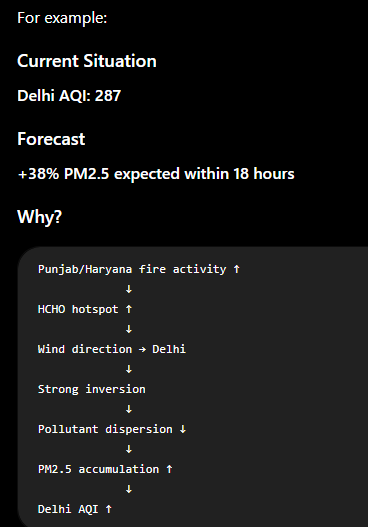 For example:
Current Situation
Delhi AQI: 287
Forecast
+38% PM2.5 expected within 18 hours
Why?
Punjab/Haryana fire activity ↑
↓
HCHO hotspot ↑
↓
Wind direction → Delhi
↓
Strong inversion
↓
Pollutant dispersion ↓
↓
PM2.5 accumulation ↑
↓
Delhi AQI ↑